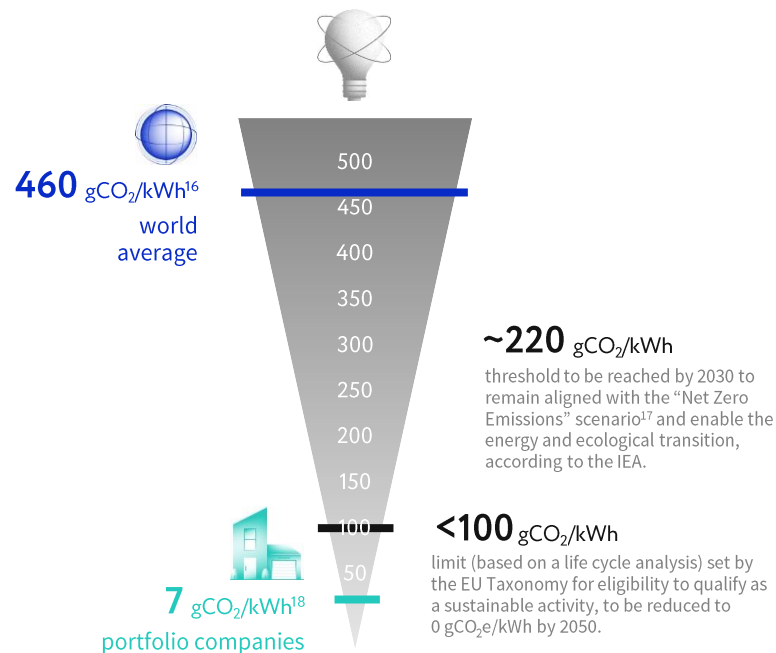 500
460 gCO₂/kWh¹⁶
world
average
450
400
350
300
250
200
150
100
50
~220 gCO₂/kWh
threshold to be reached by 2030 to
remain aligned with the “Net Zero
Emissions” scenario¹⁷ and enable the
energy and ecological transition,
according to the IEA.
<100 gCO₂/kWh
limit (based on a life cycle analysis) set by
the EU Taxonomy for eligibility to qualify as
a sustainable activity, to be reduced to
0 gCO₂e/kWh by 2050.
7 gCO₂/kWh¹⁸
portfolio companies